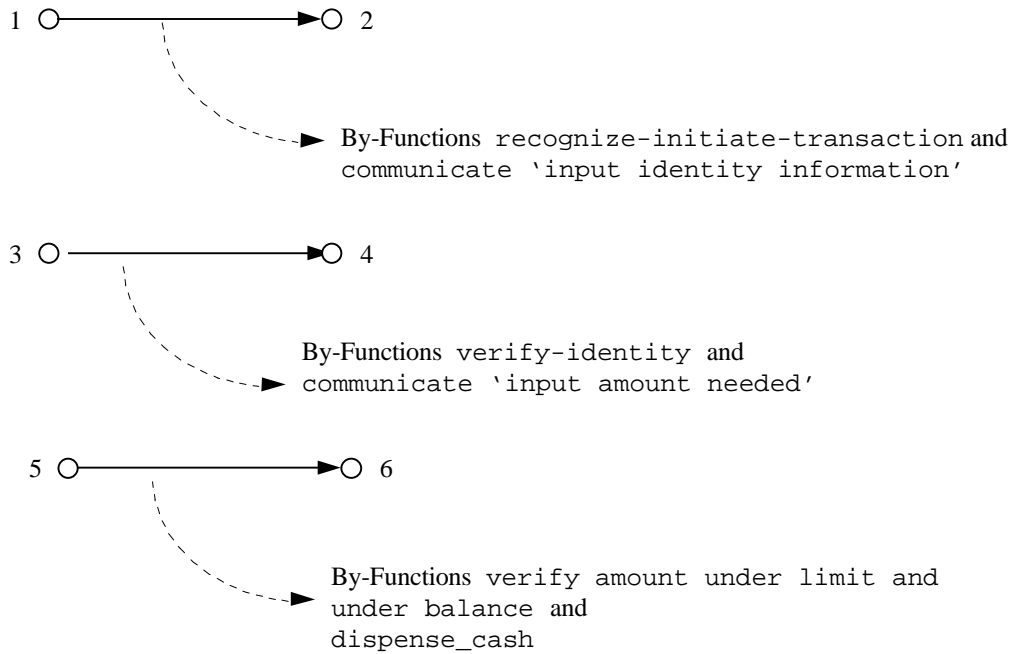 1 2
By-Functions recognize-initiate-transaction and
communicate ‘input identity information’
3 4
By-Functions verify-identity and
communicate ‘input amount needed’
5 6
By-Functions verify amount under limit and
under balance and
dispense_cash